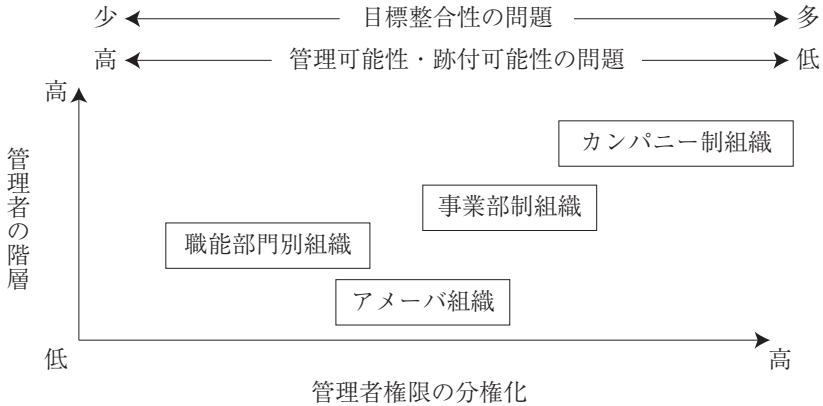 少 目標整合性の問題 多
高 管理可能性・跡付可能性の問題 低
高
カンパニー制組織
事業部制組織
職能部門別組織
アメーバ組織
管理者の階層
低 高
管理者権限の分権化